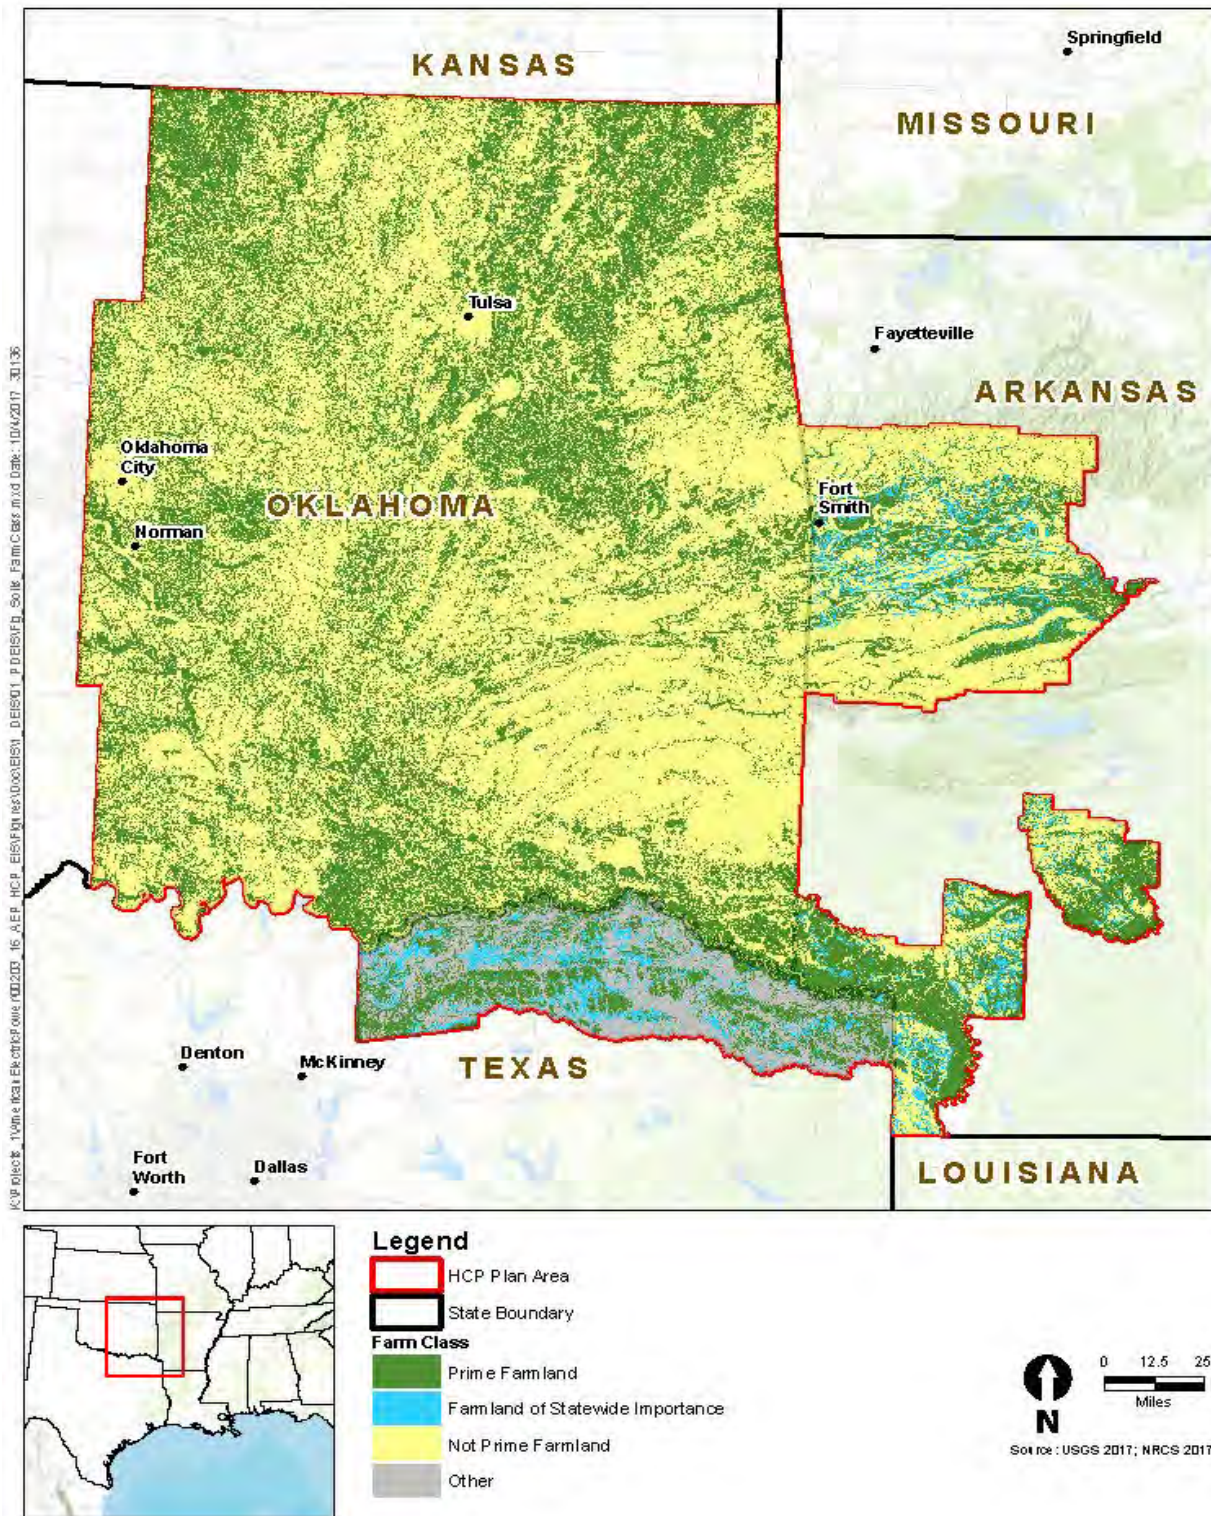 KANSAS
Springfield
MISSOURI
Tulsa
Fayetteville
ARKANSAS
Oklahoma
City
OKLAHOMA
Fort
Smith
Norman
Denton
McKinney
TEXAS
Fort
Worth
Dallas
LOUISIANA
Legend
HCP Plan Area
State Boundary
Farm Class
Prime Farmland
Farmland of Statewide Importance
Not Prime Farmland
Other
N
0 12.5 25
Miles
Source: USGS 2017; NRCS 2017